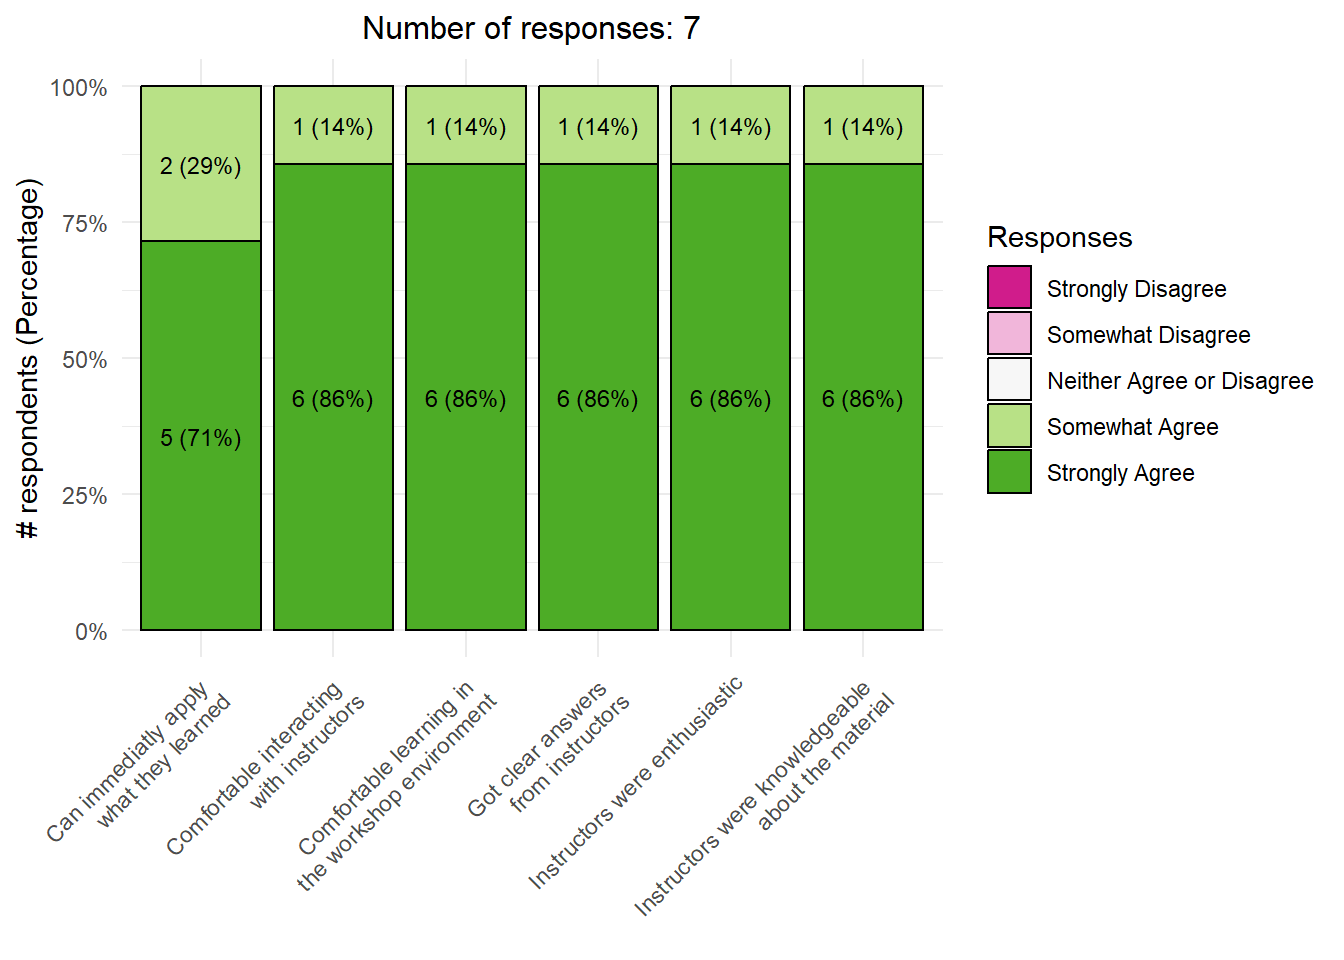 Number of responses: 7
# respondents (Percentage)
100%
75%
50%
25%
0%
2 (29%)
1 (14%)
1 (14%)
1 (14%)
1 (14%)
1 (14%)
5 (71%)
6 (86%)
6 (86%)
6 (86%)
6 (86%)
6 (86%)
Can immediatly apply
what they learned
Comfortable interacting
with instructors
Comfortable learning in
the workshop environment
Got clear answers
from instructors
Instructors were enthusiastic
Instructors were knowledgeable
about the material
Responses
Strongly Disagree
Somewhat Disagree
Neither Agree or Disagree
Somewhat Agree
Strongly Agree